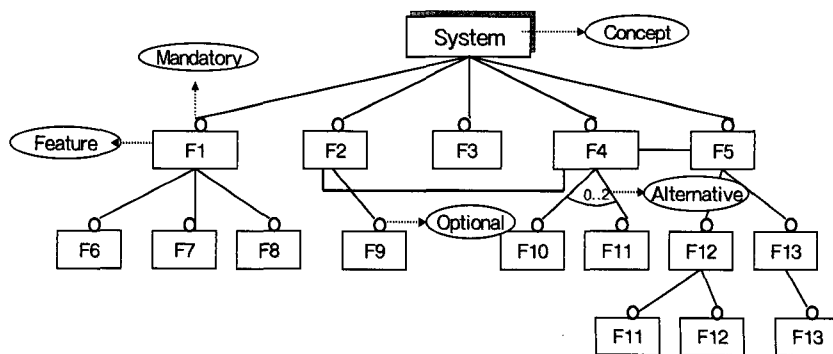 System
Concept
Mandatory
Feature
F1
F2
F3
F4
F5
0..2
Alternative
Optional
F6
F7
F8
F9
F10
F11
F12
F13
F11
F12
F13